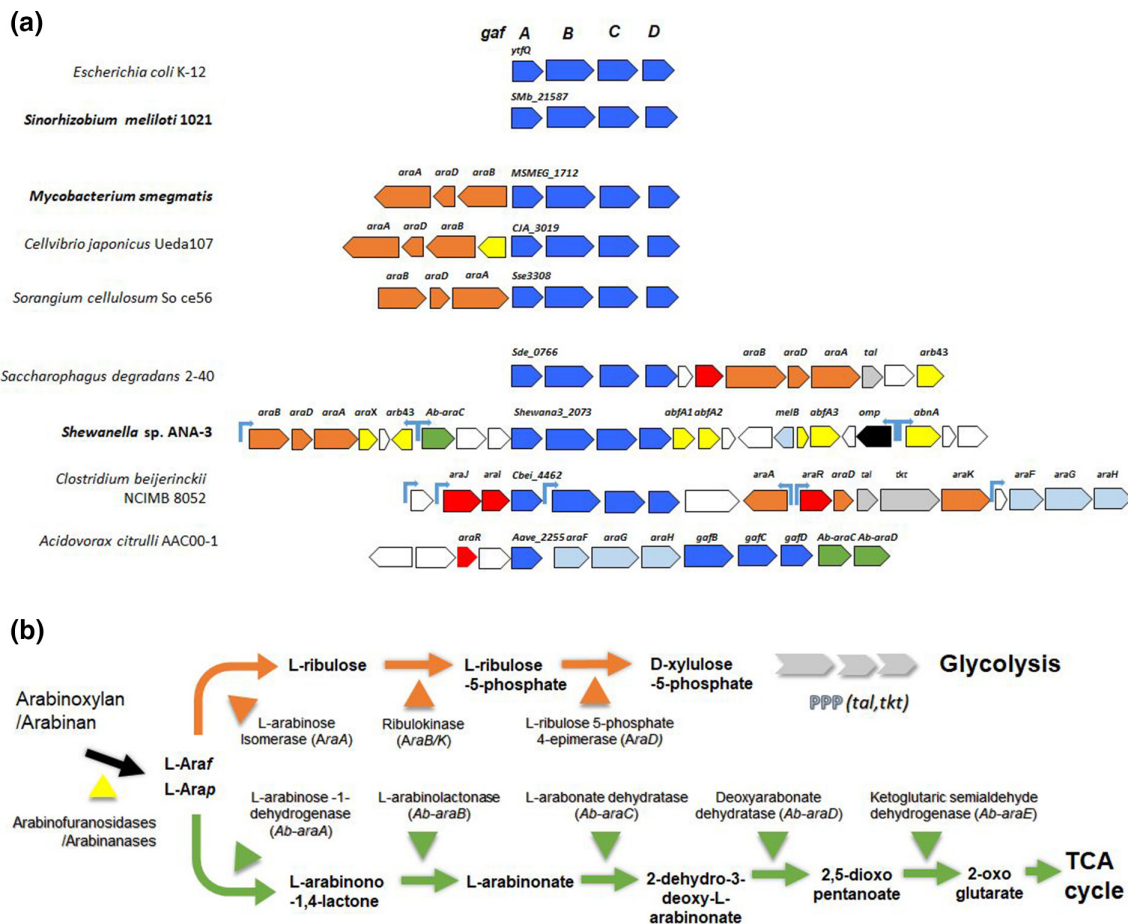 (a)
gaf A B C D
ytfQ
Escherichia coli K-12
SMb_21587
Sinorhizobium meliloti 1021
araA araD araB MSMEG_1712
Mycobacterium smegmatis
araA araD araB CJA_3019
Cellvibrio japonicus Ueda107
araB araD araA Sse3308
Sorangium cellulosum So ce56
Sde_0766 araB araD araA tal arb43
Saccharophagus degradans 2-40
araB araD araA araX arb43 Ab-araC Shewana3_2073 abfA1 abfA2 melB abfA3 omp abnA
Shewanella sp. ANA-3
Clostridium beijerinckii
NCIMB 8052
araJ araI Cbei_4462 araA araR araD tal tkt araK araF araG araH
Acidovorax citrulli AAC00-1
araR Aave_2255 araF araG araH gafB gafC gafD Ab-araC Ab-araD
(b)
Arabinoxylan
/Arabinan
L-Araf
L-Arap
Arabinofuranosidases
/Arabinanases
L-ribulose
L-ribulose
-5-phosphate
D-xylulose
-5-phosphate
Glycolysis
PPP (tal,tkt)
L-arabinose
Isomerase (AraA)
Ribulokinase
(AraB/K)
L-ribulose 5-phosphate
4-epimerase (AraD)
L-arabinose -1-
dehydrogenase
(Ab-araA)
L-arabinolactonase
(Ab-araB)
L-arabonate dehydratase
(Ab-araC)
Deoxyarabonate
dehydratase (Ab-araD)
Ketoglutaric semialdehyde
dehydrogenase (Ab-araE)
L-arabinono
-1,4-lactone
L-arabinonate
2-dehydro-3-
deoxy-L-
arabinonate
2,5-dioxo
pentanoate
2-oxo
glutarate
TCA
cycle